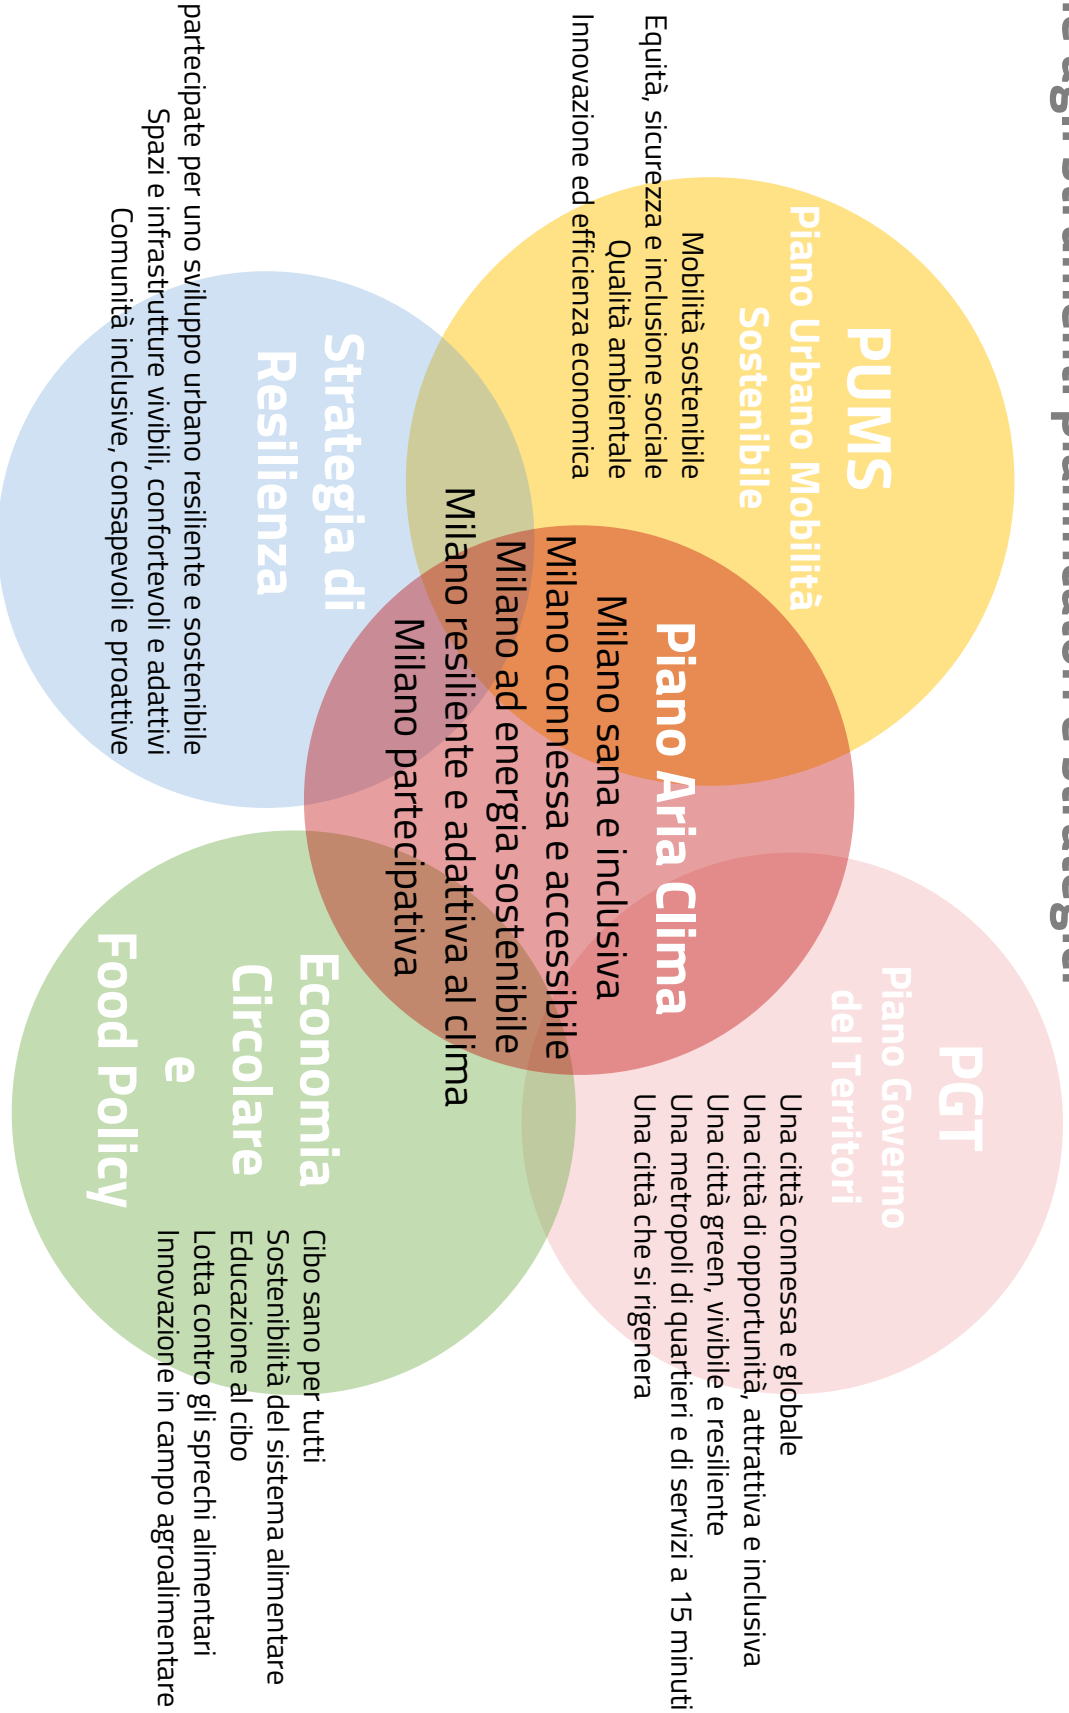 agli strumenti pianificatori e strategici
PUMS
Piano Urbano Mobilità
Sostenibile
Mobilità sostenibile
Equità, sicurezza e inclusione sociale
Qualità ambientale
Innovazione ed efficienza economica
PGT
Piano Governo
del Territori
Una città connessa e globale
Una città di opportunità, attrattiva e inclusiva
Una città green, vivibile e resiliente
Una metropoli di quartieri e di servizi a 15 minuti
Una città che si rigenera
Piano Aria Clima
Milano sana e inclusiva
Milano connessa e accessibile
Milano ad energia sostenibile
Milano resiliente e adattiva al clima
Milano partecipativa
Strategia di
Resilienza
partecipate per uno sviluppo urbano resiliente e sostenibile
Spazi e infrastrutture vivibili, confortevoli e adattivi
Comunità inclusive, consapevoli e proattive
Economia
Circolare
e
Food Policy
Cibo sano per tutti
Sostenibilità del sistema alimentare
Educazione al cibo
Lotta contro gli sprechi alimentari
Innovazione in campo agroalimentare